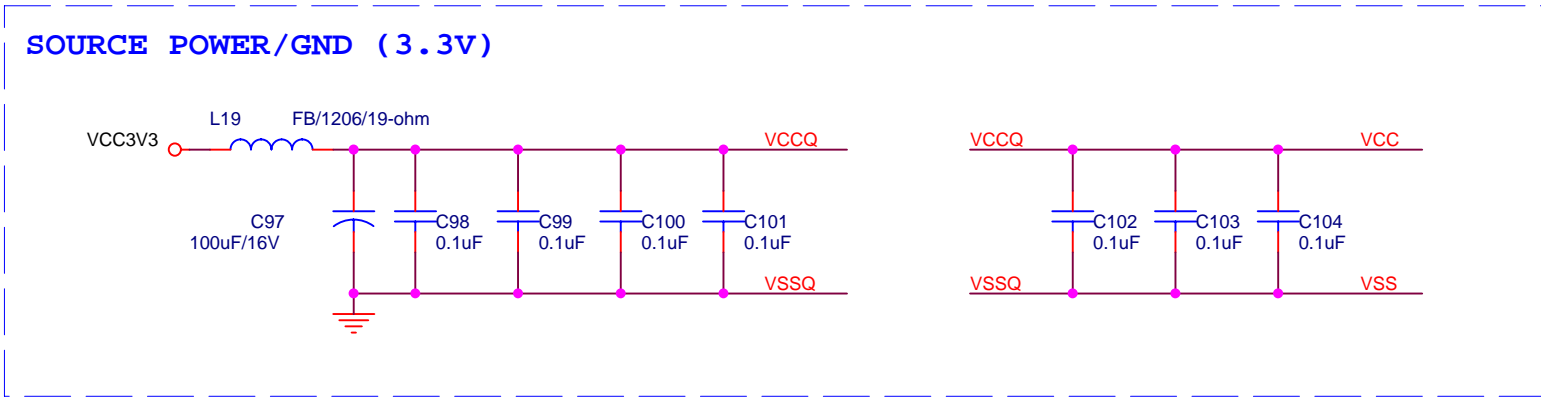 SOURCE POWER/GND (3.3V)
L19 FB/1206/19-ohm
VCC3V3 VCCQ VCCQ VCC
C97 C98 C99 C100 C101 C102 C103 C104
100uF/16V 0.1uF 0.1uF 0.1uF 0.1uF 0.1uF 0.1uF 0.1uF
VSSQ VSSQ VSS